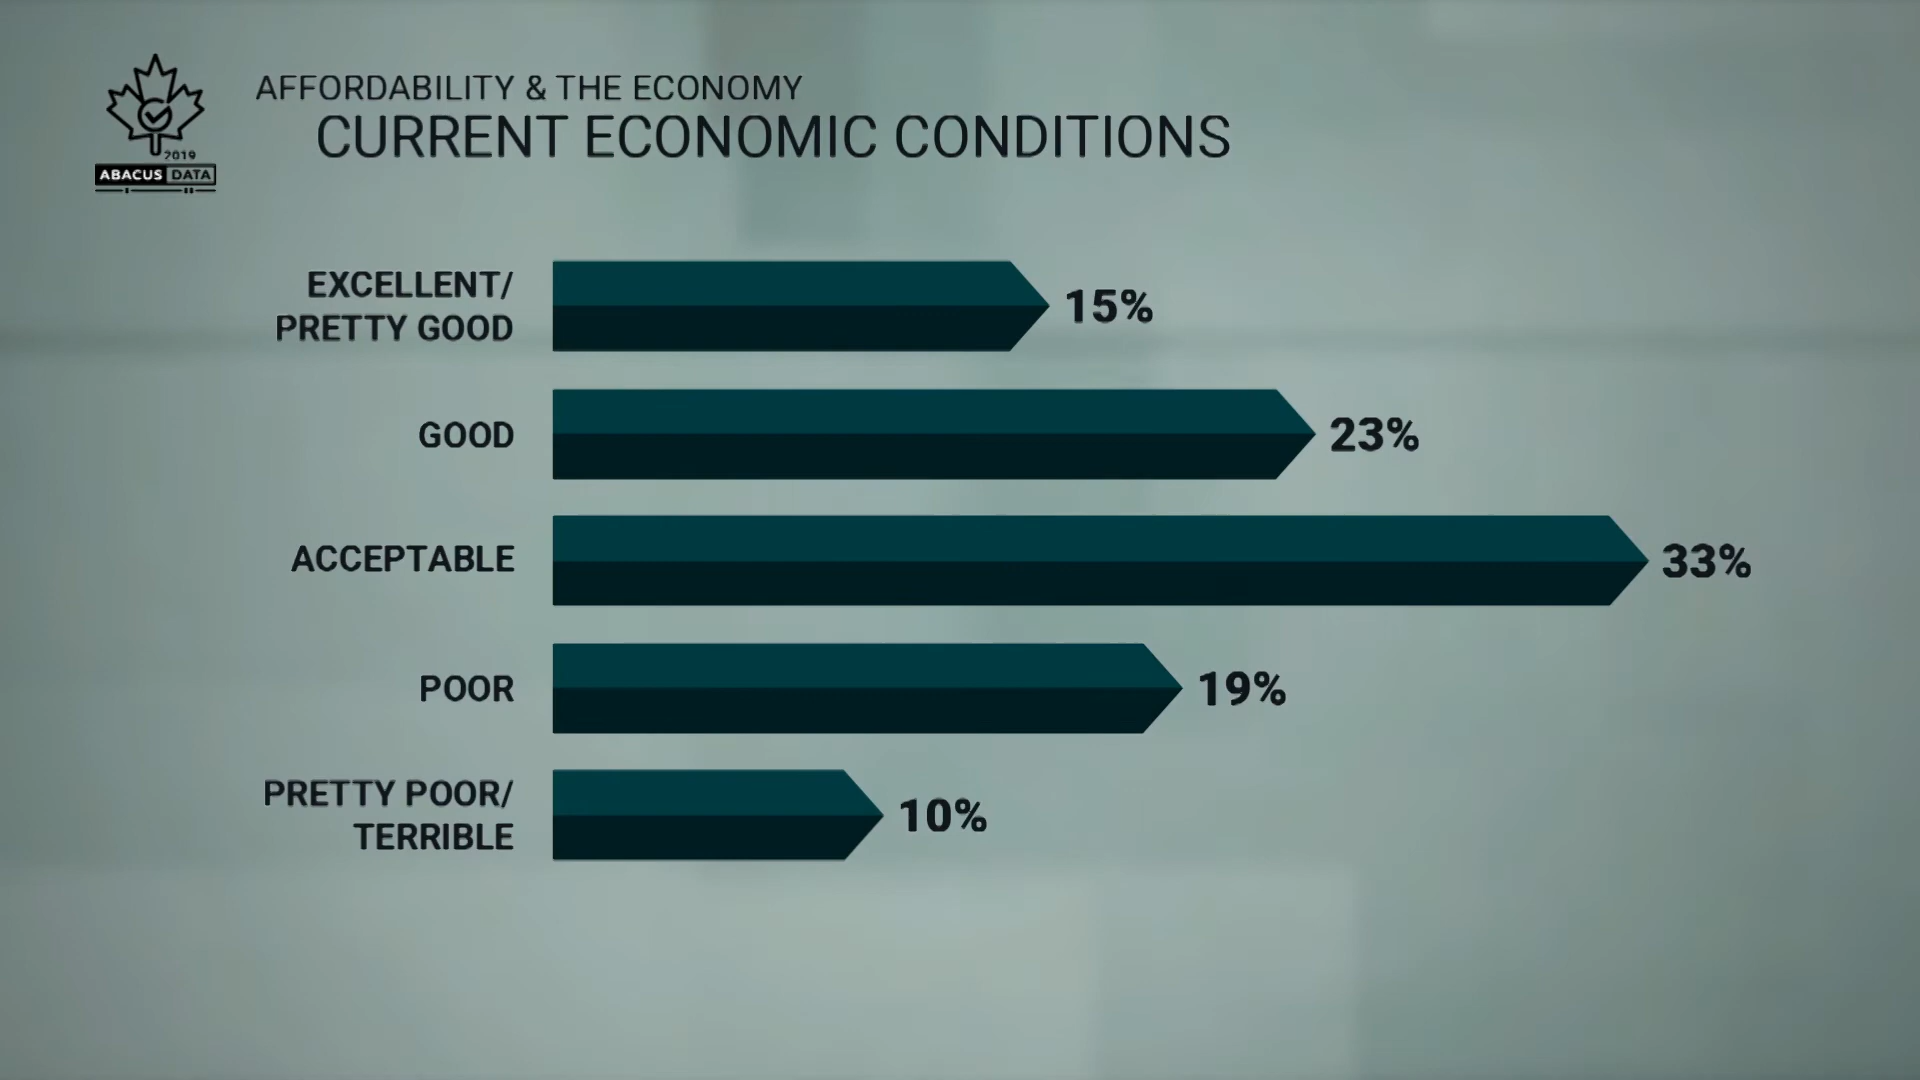 2019
ABACUS DATA
AFFORDABILITY & THE ECONOMY
CURRENT ECONOMIC CONDITIONS
EXCELLENT/
PRETTY GOOD
15%
GOOD
23%
ACCEPTABLE
33%
POOR
19%
PRETTY POOR/
TERRIBLE
10%